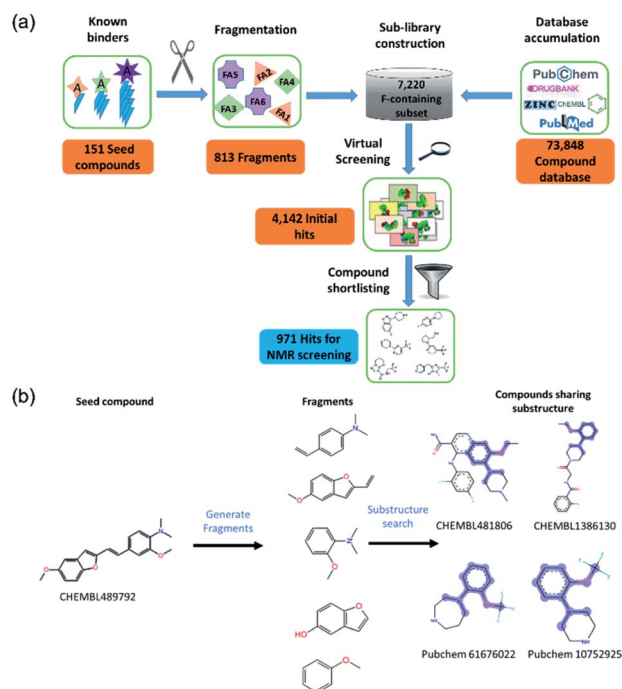 (a)
Known
binders
Fragmentation
Sub-library
construction
Database
accumulation
A
A
A
FA5
FA2
FA4
FA3
FA6
FA1
7,220
F-containing
subset
PubChem
DRUGBANK
ZINC ChEMBL
PubMed
151 Seed
compounds
813 Fragments
Virtual
Screening
73,848
Compound
database
4,142 Initial
hits
Compound
shortlisting
971 Hits for
NMR screening
(b)
Seed compound
Fragments
Compounds sharing
substructure
Generate
Fragments
Substructure
search
CHEMBL489792
CHEMBL481806
CHEMBL1386130
Pubchem 61676022
Pubchem 10752925